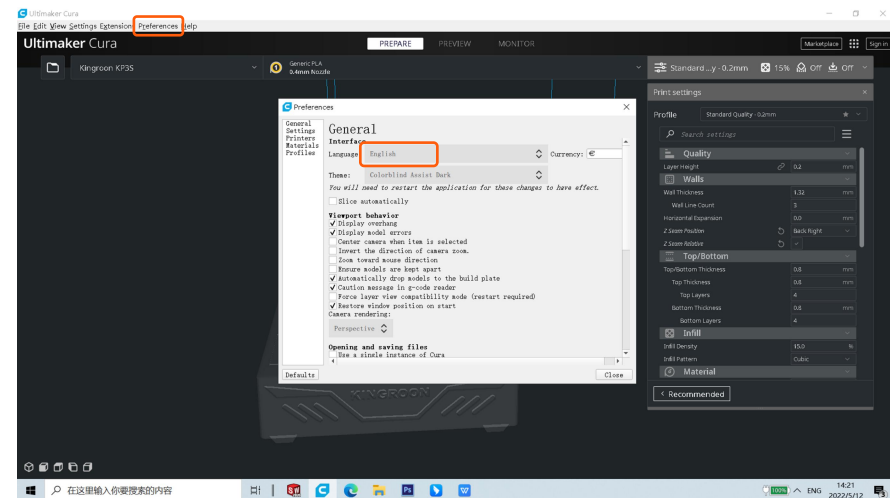 Ultimaker Cura
File Edit View Settings Extension Preferences Help
Ultimaker Cura
PREPARE PREVIEW MONITOR
Marketplace
Sign in
Kingroon KP3S
Generic PLA
0.4mm Nozzle
Standard ...y - 0.2mm 15% Off Off
Print settings
Profile Standard Quality - 0.2mm
Search settings
Quality
Layer Height 0.2 mm
Walls
Wall Thickness 1.32 mm
Wall Line Count 3
Horizontal Expansion 0.0 mm
Z Seam Position Back Right
Z Seam Relative
Top/Bottom
Top/Bottom Thickness 0.8 mm
Top Thickness 0.8 mm
Top Layers 4
Bottom Thickness 0.8 mm
Bottom Layers 4
Infill
Infill Density 15.0 %
Infill Pattern Cubic
Material
Recommended
Preferences
General
Settings
Printers
Materials
Profiles
General
Interface
Language: English Currency: €
Theme: Colorblind Assist Dark
You will need to restart the application for these changes to have effect.
Slice automatically
Viewport behavior
Display overhang
Display model errors
Center camera when item is selected
Invert the direction of camera zoom.
Zoom toward mouse direction
Ensure models are kept apart
Automatically drop models to the build plate
Caution message in g-code reader
Force layer view compatibility mode (restart required)
Restore window position on start
Camera rendering:
Perspective
Opening and saving files
Use a single instance of Cura
Defaults Close
KINGROON
在这里输入你要搜索的内容
100%
ENG
14:21
2022/5/12